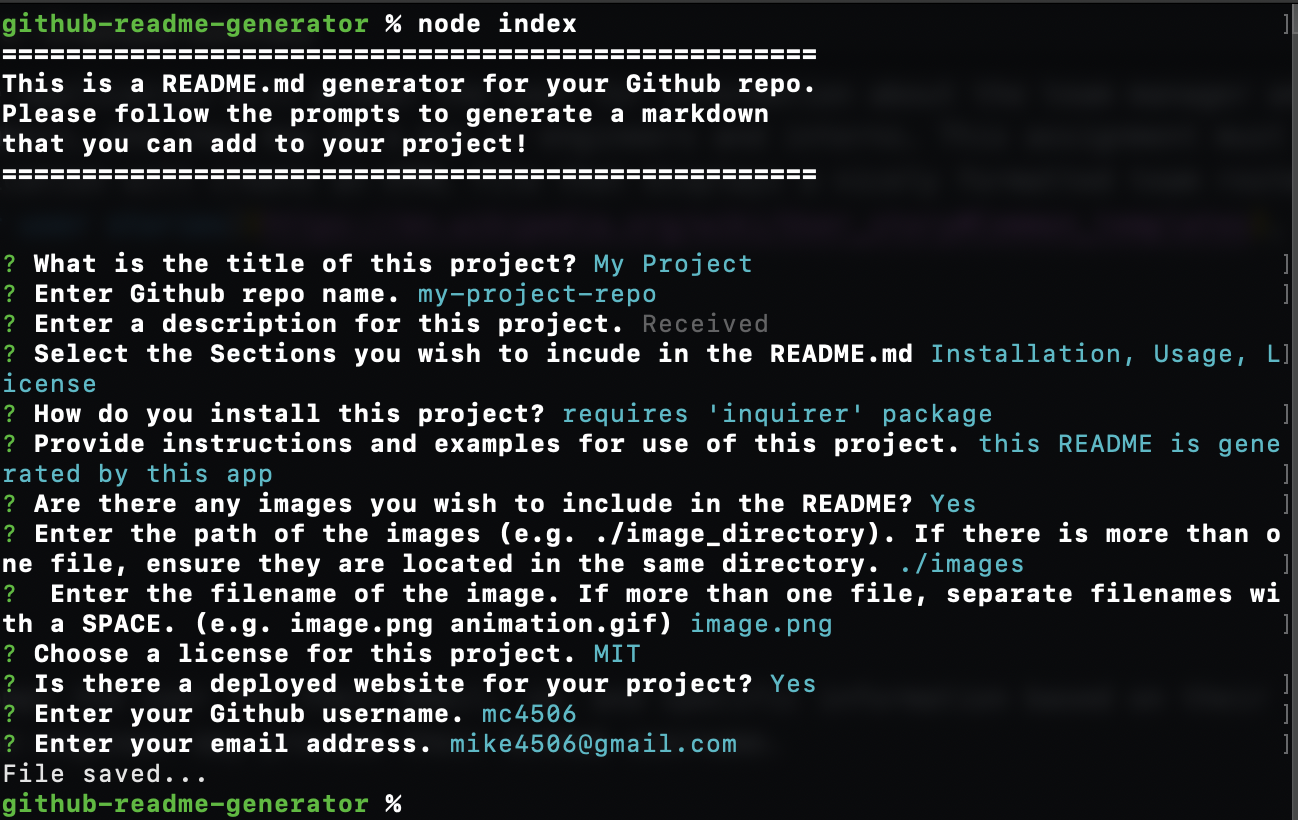 github-readme-generator % node index
===================================================
This is a README.md generator for your Github repo.
Please follow the prompts to generate a markdown
that you can add to your project!
===================================================
? What is the title of this project? My Project
? Enter Github repo name. my-project-repo
? Enter a description for this project. Received
? Select the Sections you wish to incude in the README.md Installation, Usage, L
icense
? How do you install this project? requires 'inquirer' package
? Provide instructions and examples for use of this project. this README is gene
rated by this app
? Are there any images you wish to include in the README? Yes
? Enter the path of the images (e.g. ./image_directory). If there is more than o
ne file, ensure they are located in the same directory. ./images
?  Enter the filename of the image. If more than one file, separate filenames wi
th a SPACE. (e.g. image.png animation.gif) image.png
? Choose a license for this project. MIT
? Is there a deployed website for your project? Yes
? Enter your Github username. mc4506
? Enter your email address. mike4506@gmail.com
File saved...
github-readme-generator %